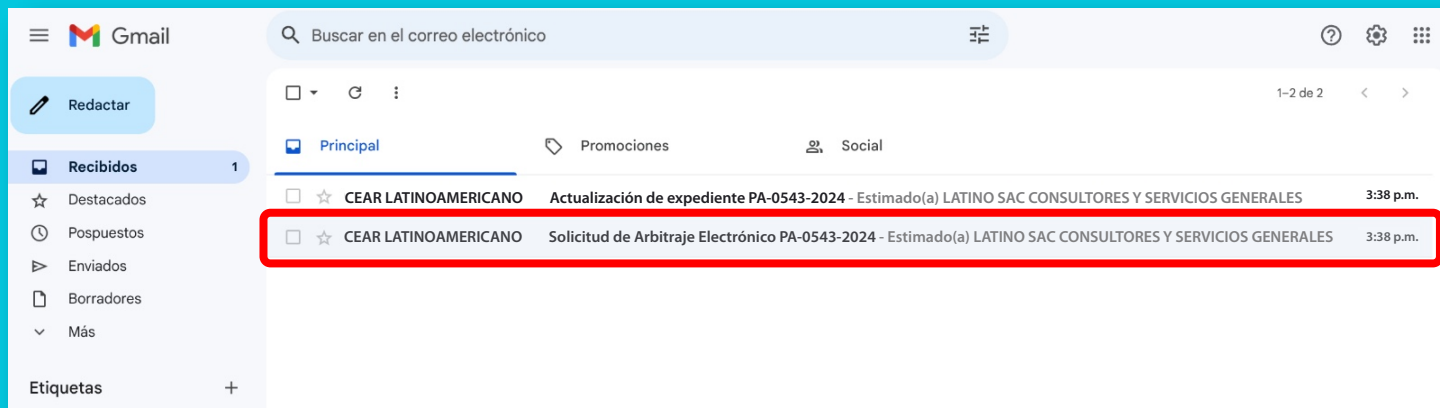 Gmail
Buscar en el correo electrónico
Redactar
1–2 de 2
Principal
Promociones
Social
Recibidos 1
CEAR LATINOAMERICANO Actualización de expediente PA-0543-2024 - Estimado(a) LATINO SAC CONSULTORES Y SERVICIOS GENERALES 3:38 p.m.
Destacados
CEAR LATINOAMERICANO Solicitud de Arbitraje Electrónico PA-0543-2024 - Estimado(a) LATINO SAC CONSULTORES Y SERVICIOS GENERALES 3:38 p.m.
Pospuestos
Enviados
Borradores
Más
Etiquetas